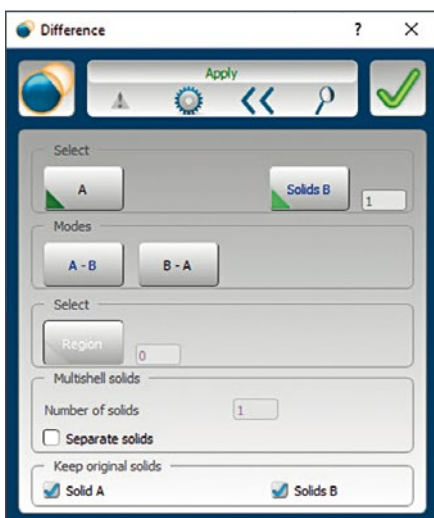 Difference ?
Apply
Select
A Solids B 1
Modes
A - B B - A
Select
Region 0
Multishell solids
Number of solids 1
Separate solids
Keep original solids
Solid A Solids B